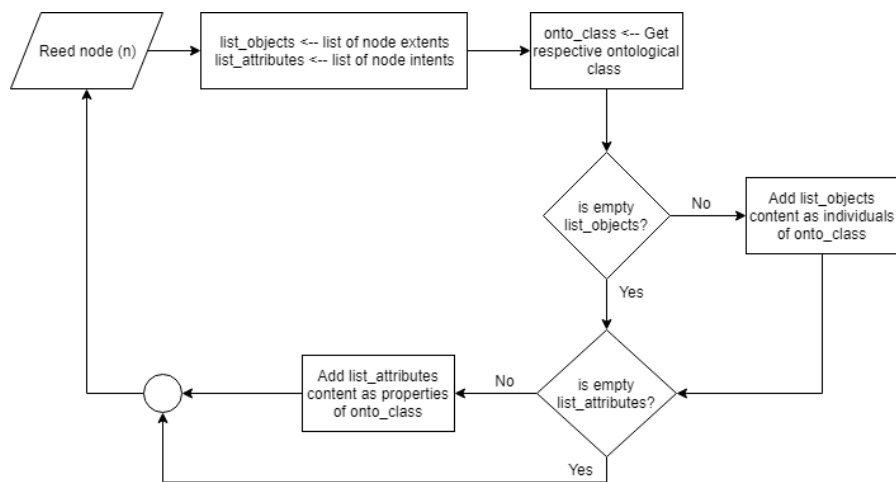 Reed node (n)
list_objects <-- list of node extents
list_attributes <-- list of node intents
onto_class <-- Get
respective ontological
class
is empty
list_objects?
No
Add list_objects
content as individuals
of onto_class
Yes
is empty
list_attributes?
No
Add list_attributes
content as properties
of onto_class
Yes